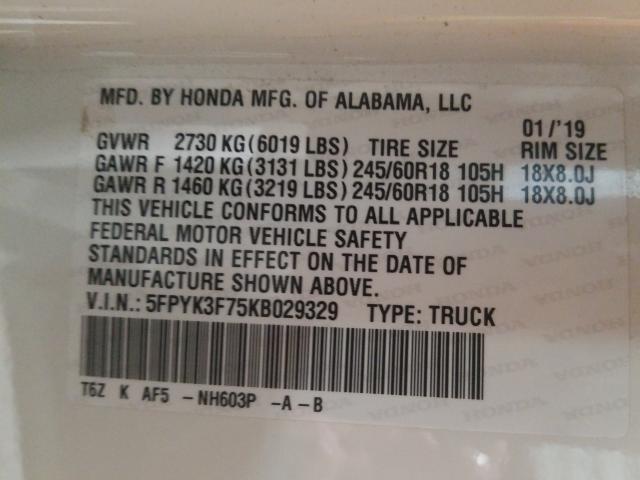 MFD. BY HONDA MFG. OF ALABAMA, LLC
01/'19
GVWR 2730 KG(6019 LBS) TIRE SIZE RIM SIZE
GAWR F 1420 KG(3131 LBS) 245/60R18 105H 18X8.0J
GAWR R 1460 KG(3219 LBS) 245/60R18 105H 18X8.0J
THIS VEHICLE CONFORMS TO ALL APPLICABLE
FEDERAL MOTOR VEHICLE SAFETY
STANDARDS IN EFFECT ON THE DATE OF
MANUFACTURE SHOWN ABOVE.
V.I.N.: 5FPYK3F75KB029329 TYPE: TRUCK
T6Z K AF5 -NH603P -A-B